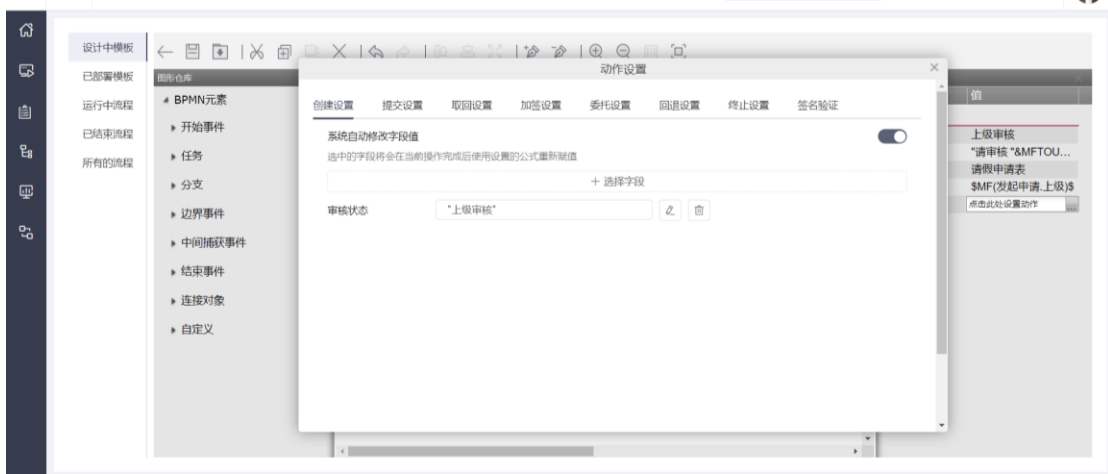 设计中模板
已部署模板
运行中流程
已结束流程
所有的流程
图形仓库
BPMN元素
开始事件
任务
分支
边界事件
中间捕获事件
结束事件
连接对象
自定义
动作设置
创建设置 提交设置 取回设置 加签设置 委托设置 回退设置 终止设置 签名验证
系统自动修改字段值
选中的字段将会在当前操作完成后使用设置的公式重新赋值
+ 选择字段
审核状态 "上级审核"
值
上级审核
"请审核 "&MFTOU...
请假申请表
$MF(发起申请.上级)$
点击此处设置动作 ...